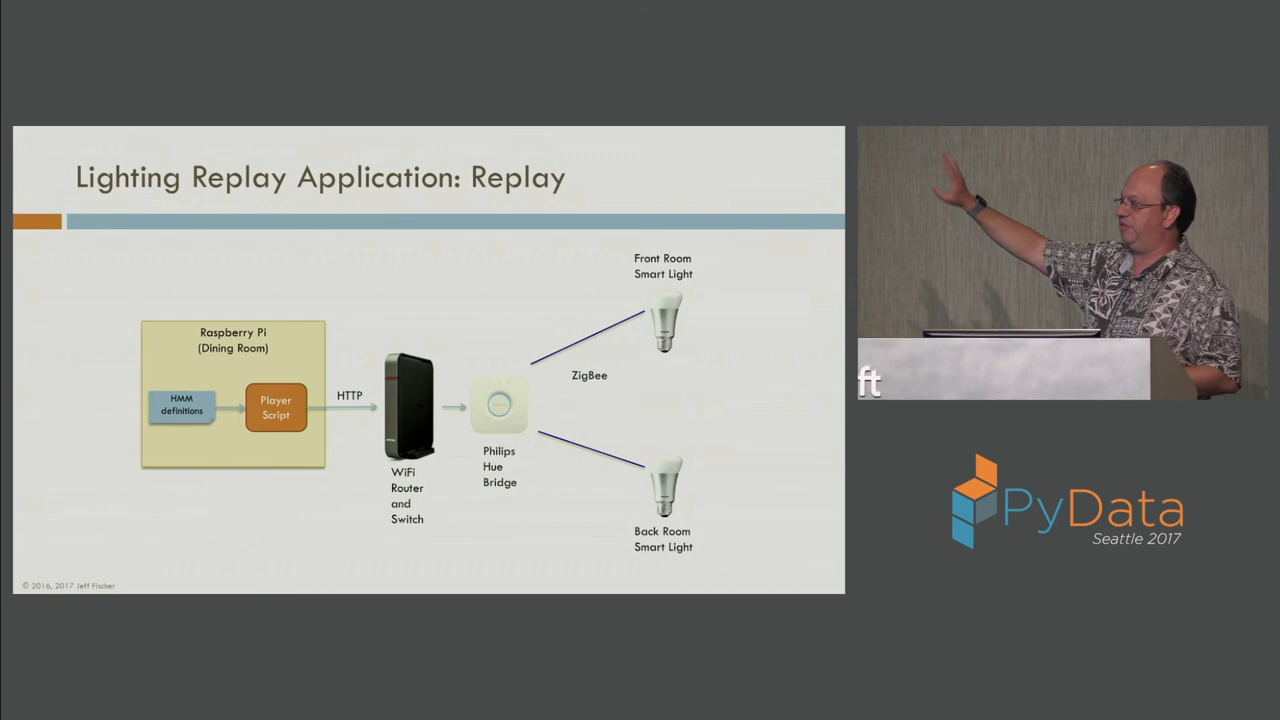 Lighting Replay Application: Replay
Front Room
Smart Light
Raspberry Pi
(Dining Room)
HMM
definitions
Player
Script
HTTP
ZigBee
WiFi
Router
and
Switch
Philips
Hue
Bridge
Back Room
Smart Light
© 2016, 2017 Jeff Fischer
ft
PyData
Seattle 2017